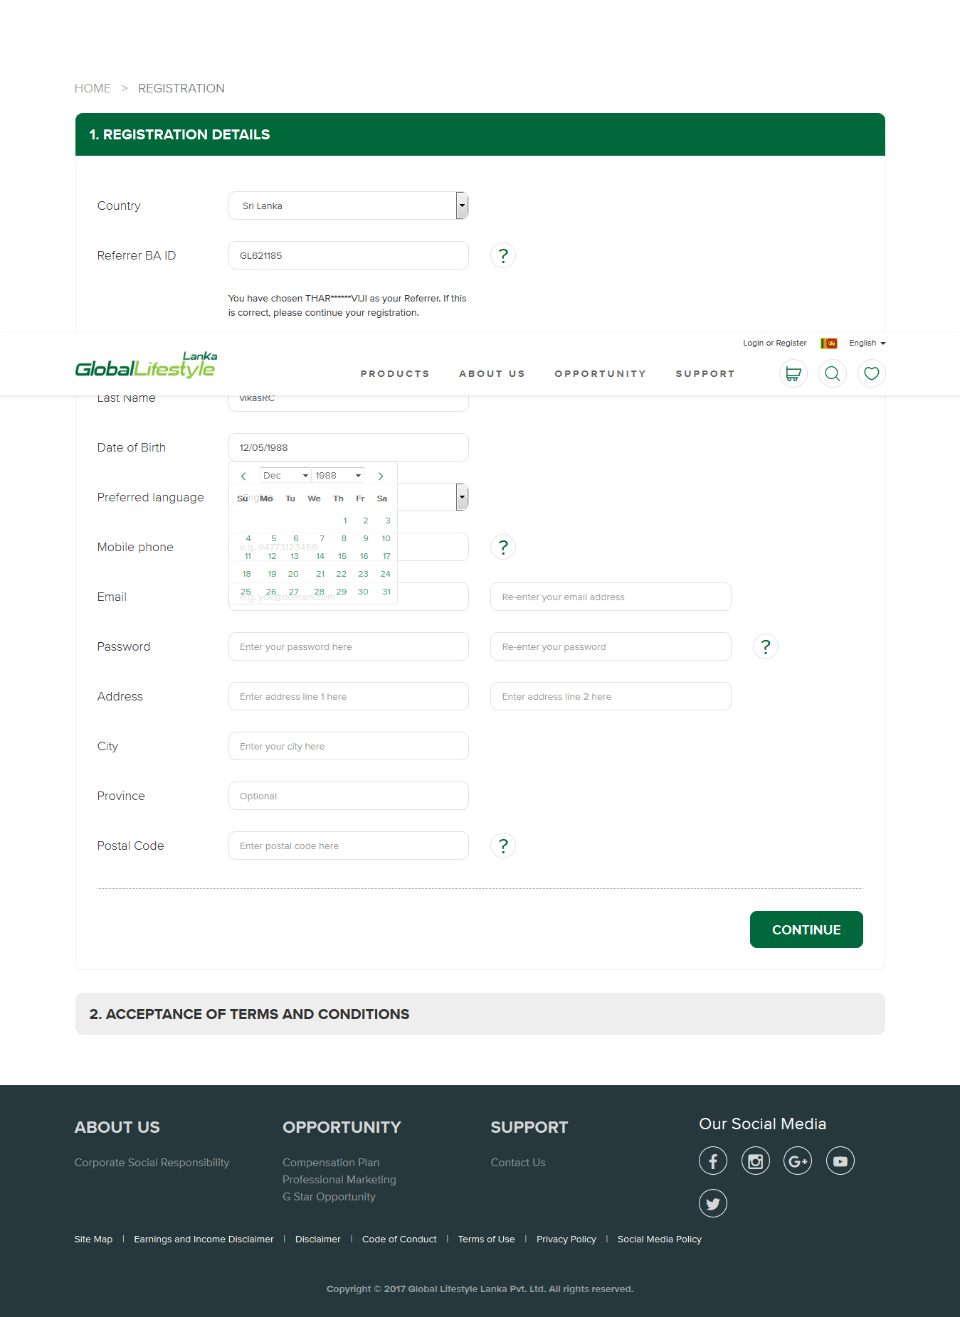 HOME > REGISTRATION
1. REGISTRATION DETAILS
Country
Sri Lanka
Referrer BA ID
GL621185
?
You have chosen THAR******VIJI as your Referrer. If this
is correct, please continue your registration.
Login or Register
English
GlobalLifestyle Lanka
PRODUCTS ABOUT US OPPORTUNITY SUPPORT
Last Name
vikasRC
Date of Birth
12/05/1988
Dec 1988
Preferred language
English
Su Mo Tu We Th Fr Sa
1 2 3
4 5 6 7 8 9 10
Mobile phone
e.g. 94773123456
?
11 12 13 14 15 16 17
18 19 20 21 22 23 24
25 26 27 28 29 30 31
Email
e.g. you@domain.com
Re-enter your email address
Password
Enter your password here
Re-enter your password
?
Address
Enter address line 1 here
Enter address line 2 here
City
Enter your city here
Province
Optional
Postal Code
Enter postal code here
?
CONTINUE
2. ACCEPTANCE OF TERMS AND CONDITIONS
ABOUT US
Corporate Social Responsibility
OPPORTUNITY
Compensation Plan
Professional Marketing
G Star Opportunity
SUPPORT
Contact Us
Our Social Media
Site Map | Earnings and Income Disclaimer | Disclaimer | Code of Conduct | Terms of Use | Privacy Policy | Social Media Policy
Copyright © 2017 Global Lifestyle Lanka Pvt. Ltd. All rights reserved.